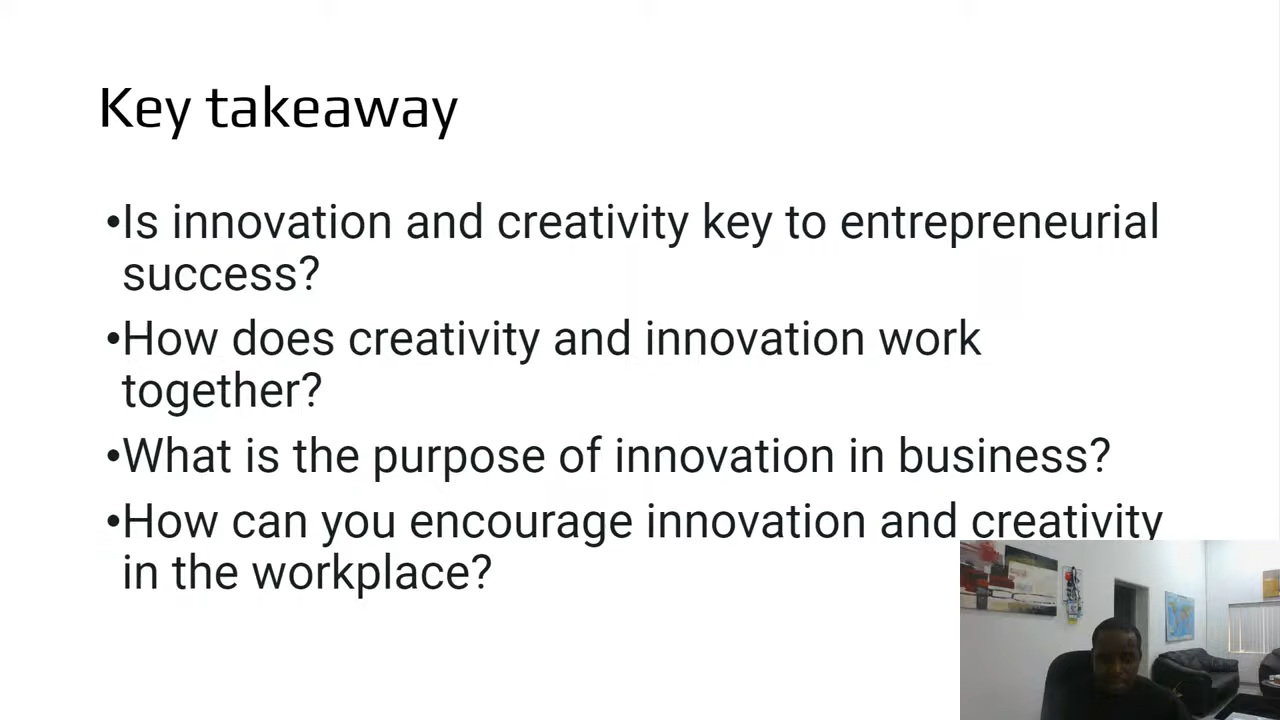 Key takeaway
•Is innovation and creativity key to entrepreneurial
success?
•How does creativity and innovation work
together?
•What is the purpose of innovation in business?
•How can you encourage innovation and creativity
in the workplace?